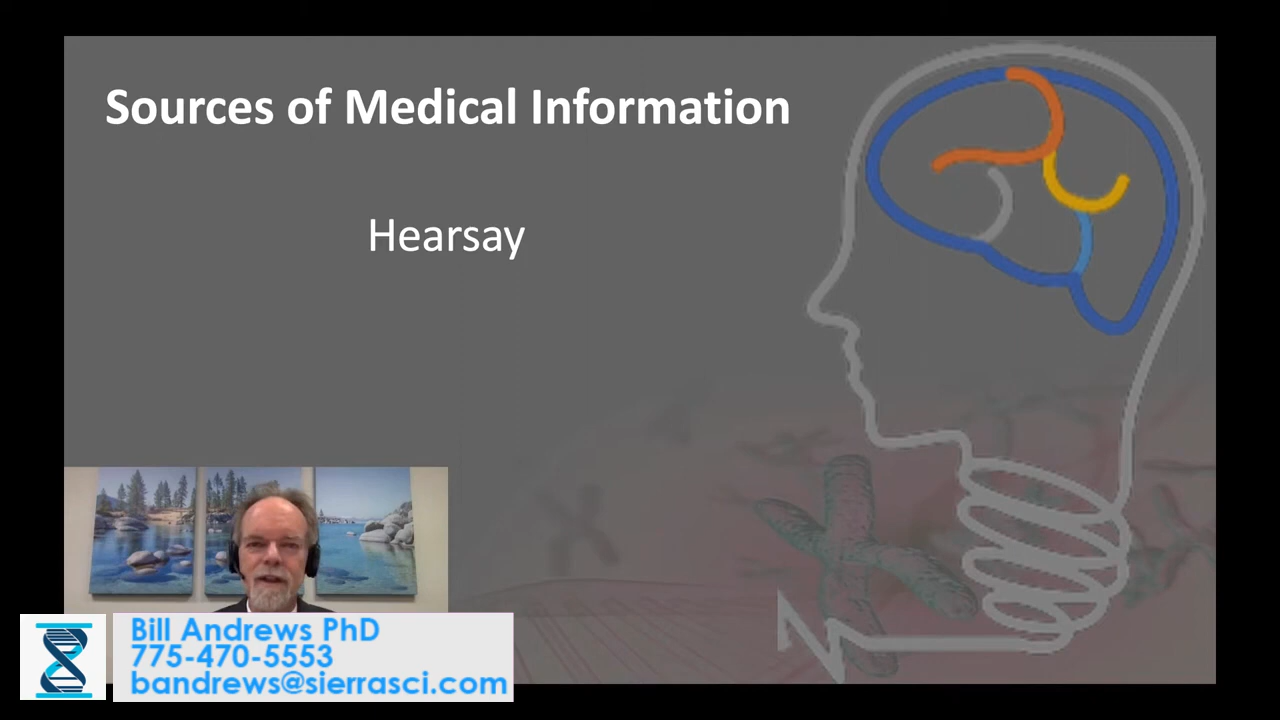 Sources of Medical Information
Hearsay
Bill Andrews PhD
775-470-5553
bandrews@sierrasci.com